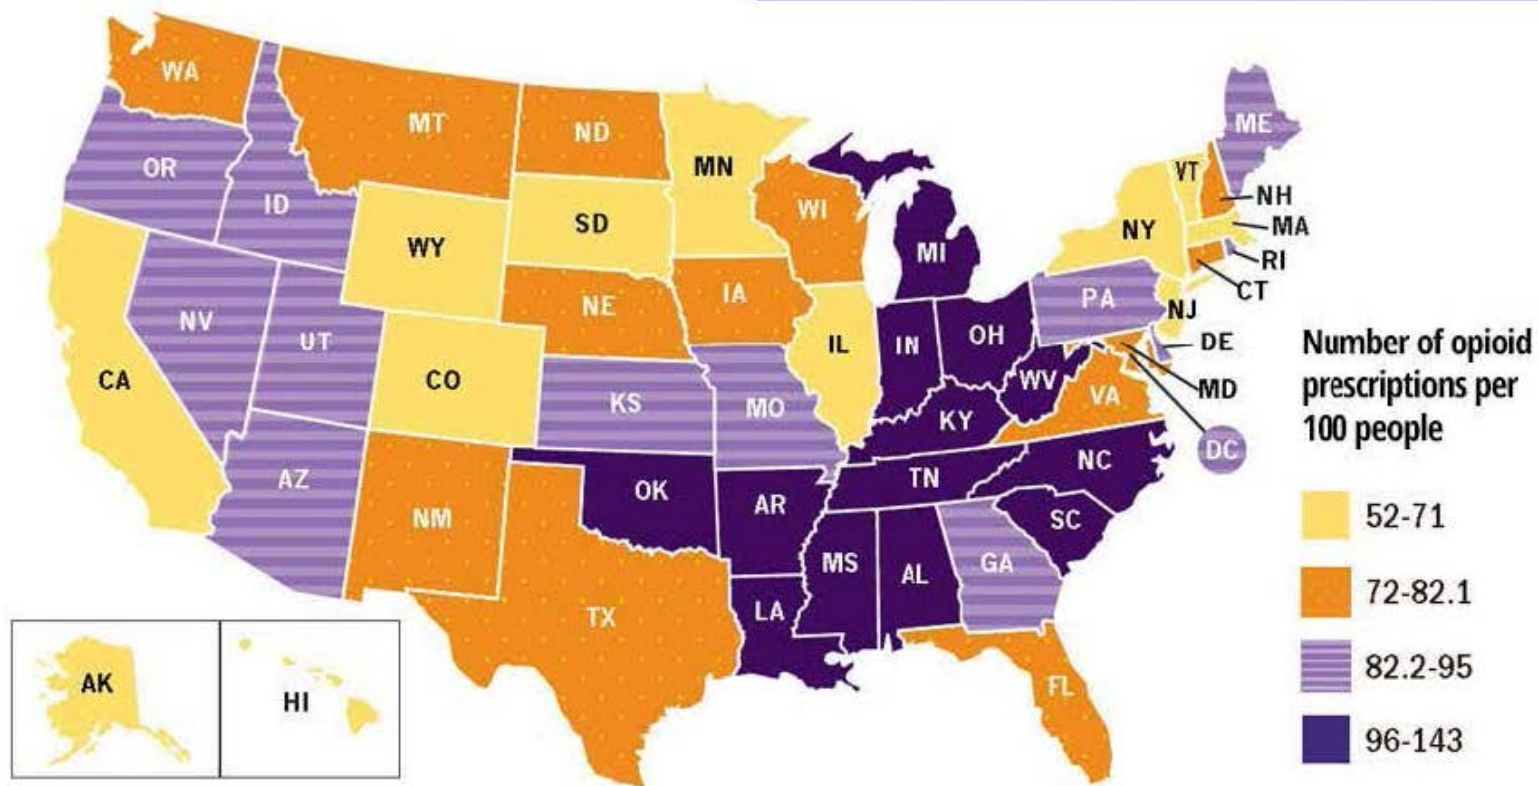 WA
MT
ND
MN
ME
OR
ID
VT
NH
WI
SD
MA
NY
WY
MI
RI
CT
IA
PA
NE
NJ
NV
UT
OH
IN
IL
DE
CA
CO
WV
MD
VA
KS
MO
KY
DC
NC
TN
AZ
OK
AR
NM
SC
MS
AL
GA
LA
TX
FL
AK
HI
Number of opioid
prescriptions per
100 people
52-71
72-82.1
82.2-95
96-143